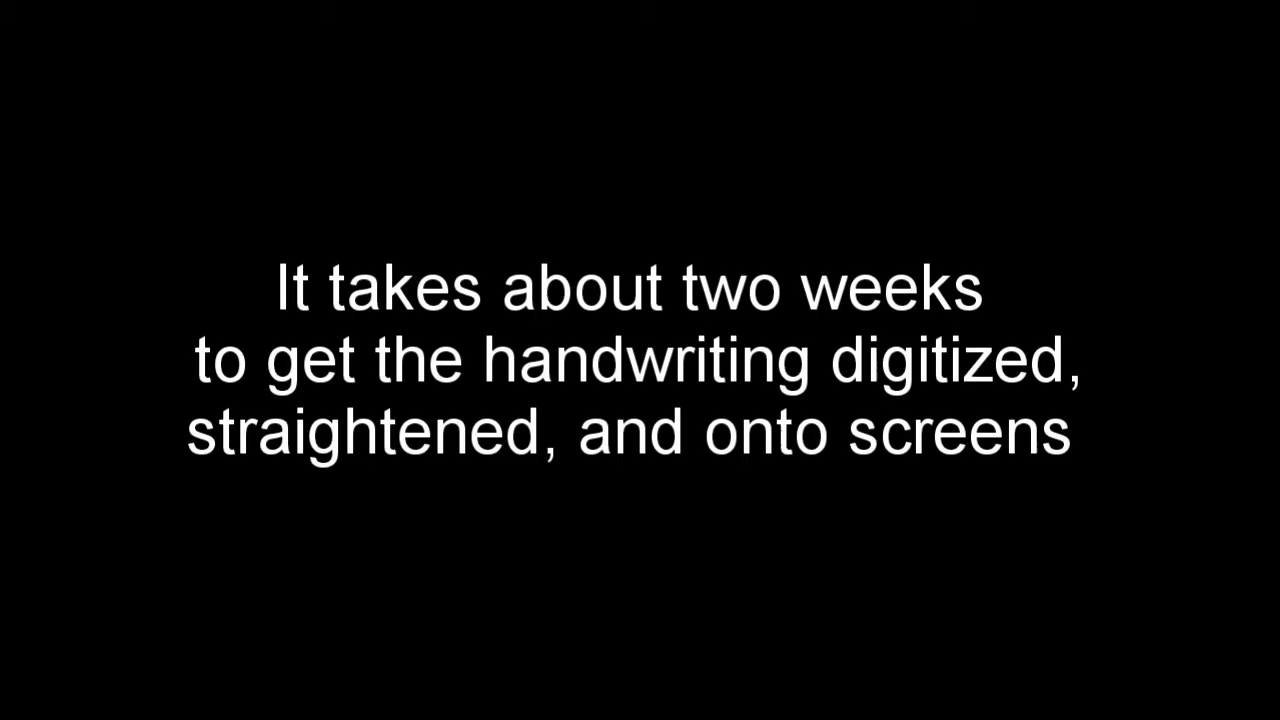 It takes about two weeks
to get the handwriting digitized,
straightened, and onto screens